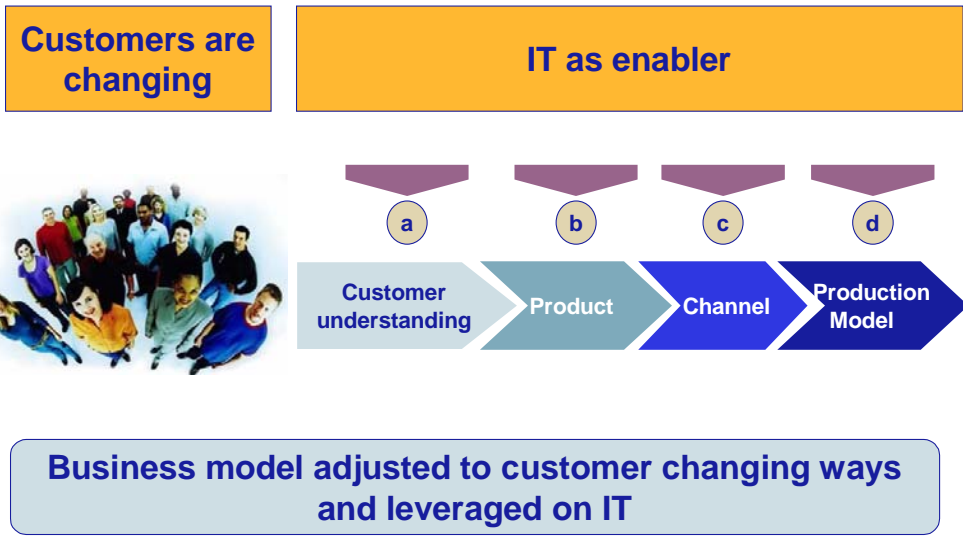 Customers are
changing
IT as enabler
a
b
c
d
Customer
understanding
Product
Channel
Production
Model
Business model adjusted to customer changing ways
and leveraged on IT